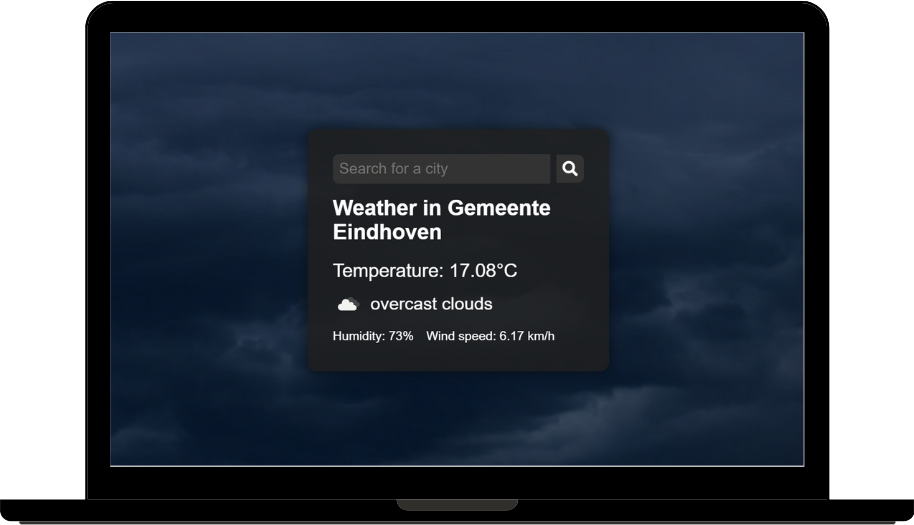 Search for a city
Weather in Gemeente
Eindhoven
Temperature: 17.08°C
overcast clouds
Humidity: 73% Wind speed: 6.17 km/h